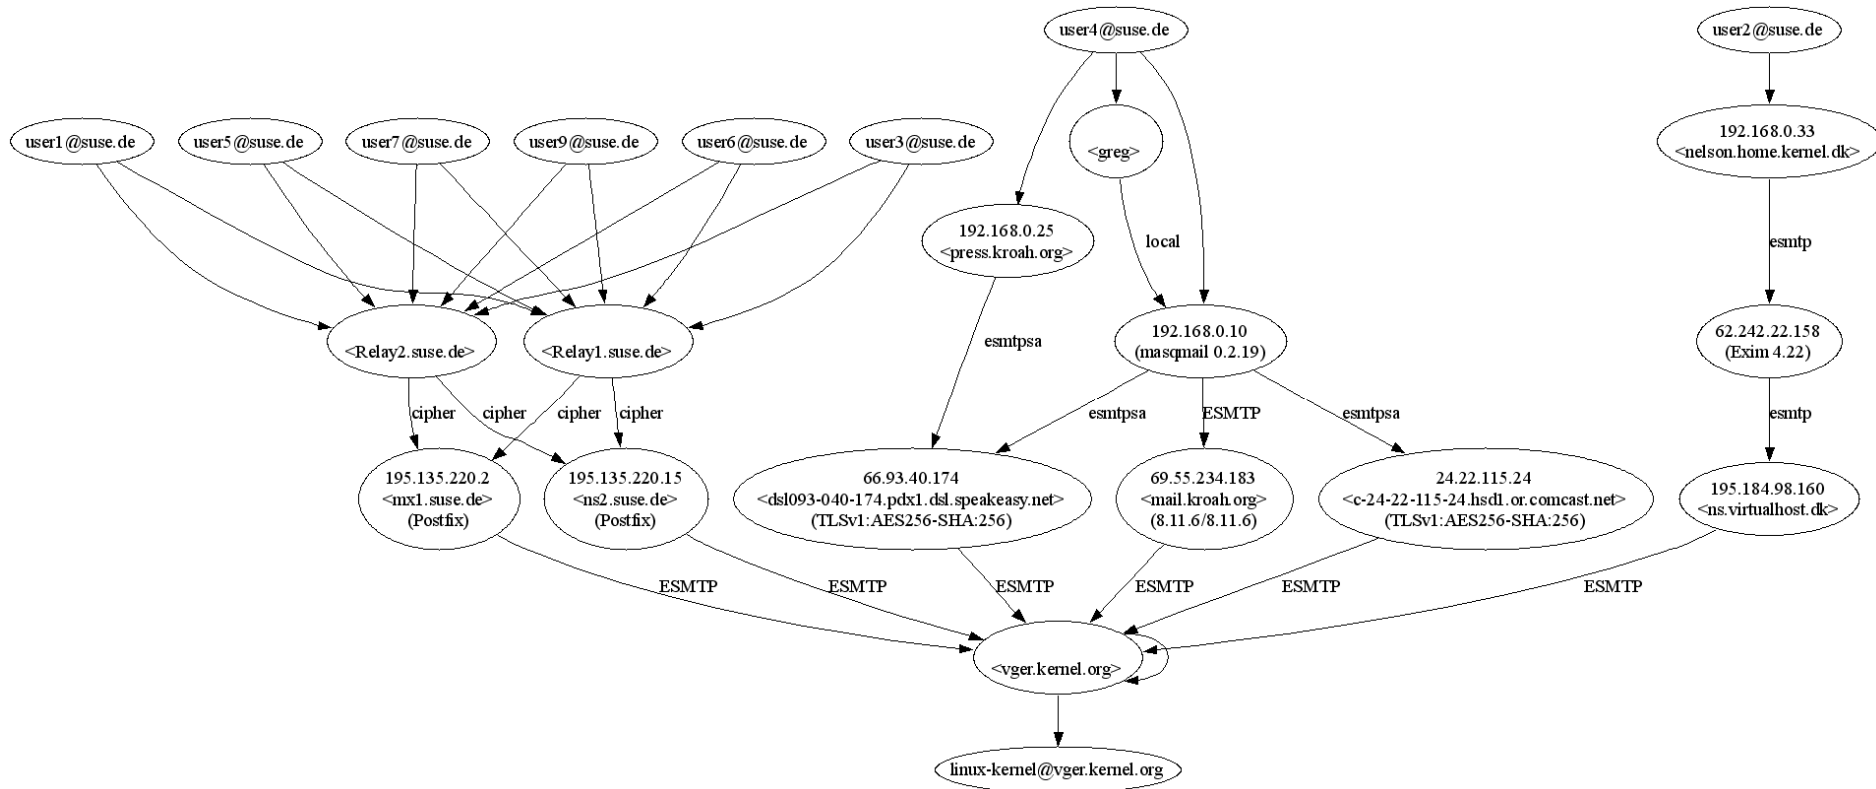 user4@suse.de
user2@suse.de
user1@suse.de
user5@suse.de
user7@suse.de
user9@suse.de
user6@suse.de
user3@suse.de
<greg>
192.168.0.33
<nelson.home.kernel.dk>
192.168.0.25
<press.kroah.org>
local
esmtp
<Relay2.suse.de>
<Relay1.suse.de>
esmtpsa
192.168.0.10
(masqmail 0.2.19)
62.242.22.158
(Exim 4.22)
cipher
cipher
cipher
cipher
esmtpsa
ESMTP
esmtpsa
esmtp
195.135.220.2
<mx1.suse.de>
(Postfix)
195.135.220.15
<ns2.suse.de>
(Postfix)
66.93.40.174
<dsl093-040-174.pdx1.dsl.speakeasy.net>
(TLSv1:AES256-SHA:256)
69.55.234.183
<mail.kroah.org>
(8.11.6/8.11.6)
24.22.115.24
<c-24-22-115-24.hsd1.or.comcast.net>
(TLSv1:AES256-SHA:256)
195.184.98.160
<ns.virtualhost.dk>
ESMTP
ESMTP
ESMTP
ESMTP
ESMTP
ESMTP
<vger.kernel.org>
linux-kernel@vger.kernel.org